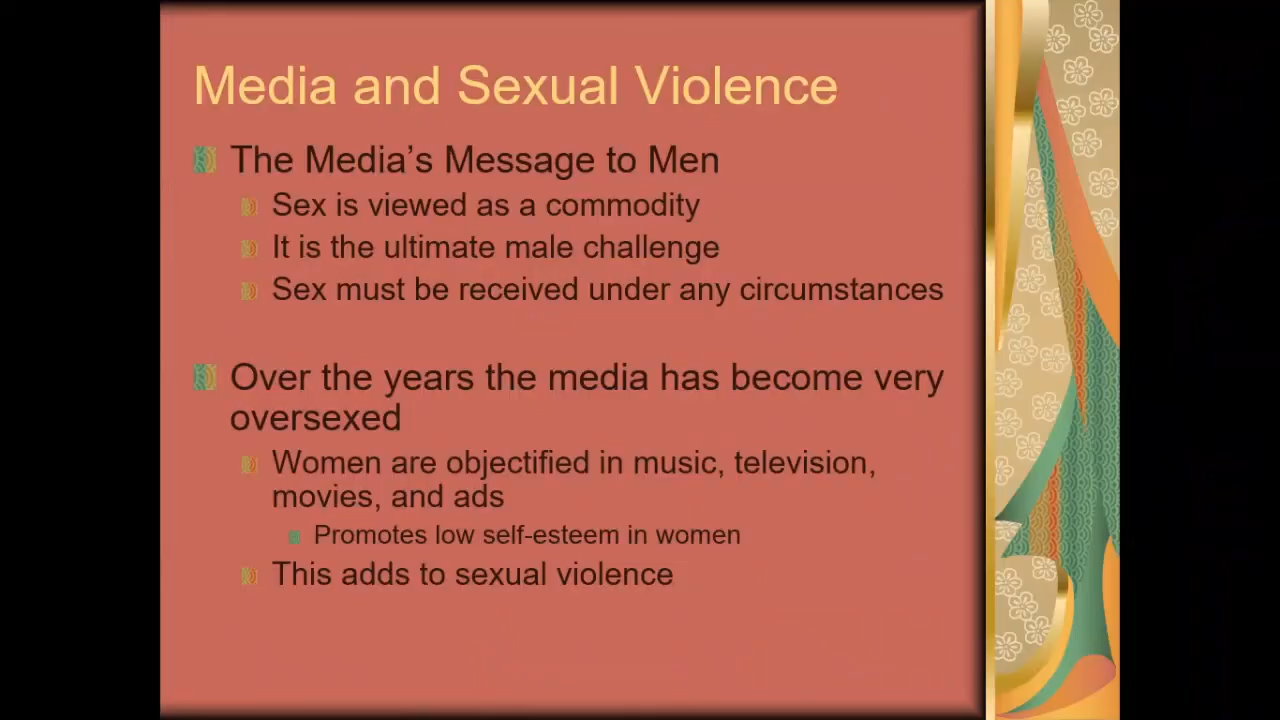 Media and Sexual Violence
The Media’s Message to Men
Sex is viewed as a commodity
It is the ultimate male challenge
Sex must be received under any circumstances
Over the years the media has become very
oversexed
Women are objectified in music, television,
movies, and ads
Promotes low self-esteem in women
This adds to sexual violence